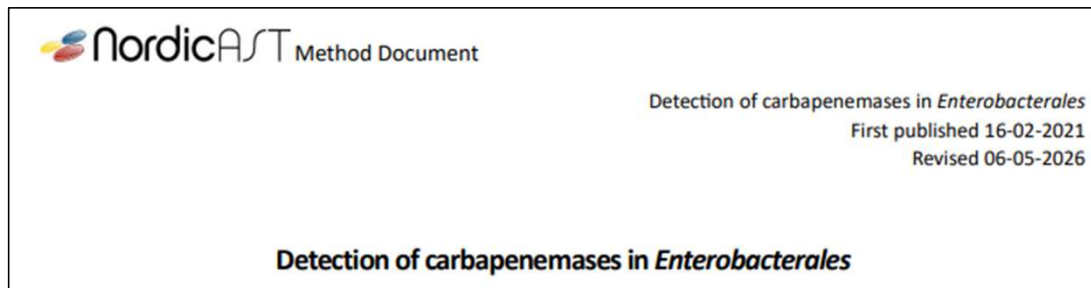 NordicAST Method Document
Detection of carbapenemases in Enterobacterales
First published 16-02-2021
Revised 06-05-2026
Detection of carbapenemases in Enterobacterales